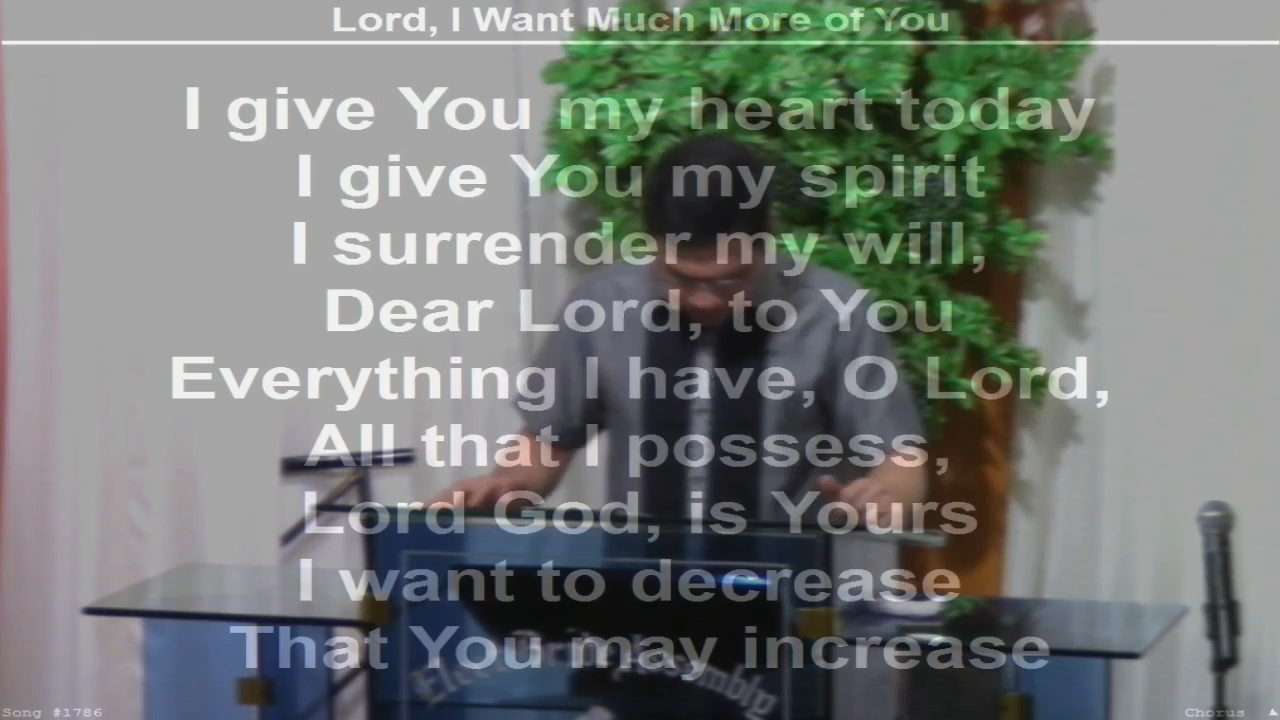 Lord, I Want Much More of You
I give You my heart today
I give You my spirit
I surrender my will,
Dear Lord, to You
Everything I have, O Lord,
All that I possess,
Lord God, is Yours
I want to decrease
That You may increase
Assembly
Song #1786
Chorus ▲